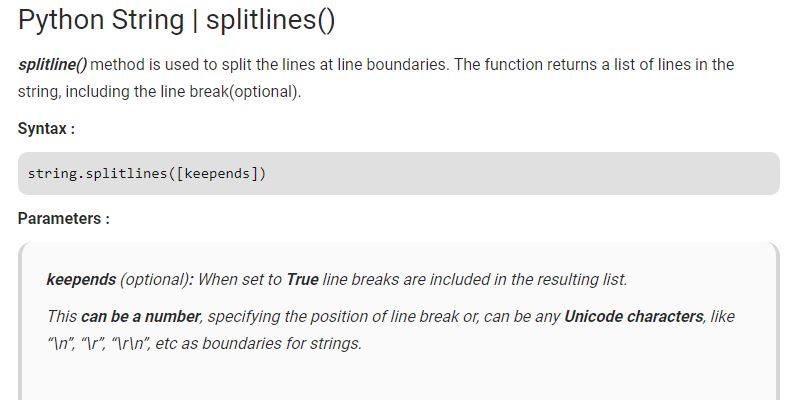 Python String | splitlines()
splitline() method is used to split the lines at line boundaries. The function returns a list of lines in the
string, including the line break(optional).
Syntax :
string.splitlines([keepends])
Parameters :
keepends (optional): When set to True line breaks are included in the resulting list.
This can be a number, specifying the position of line break or, can be any Unicode characters, like
“\n”, “\r”, “\r\n”, etc as boundaries for strings.